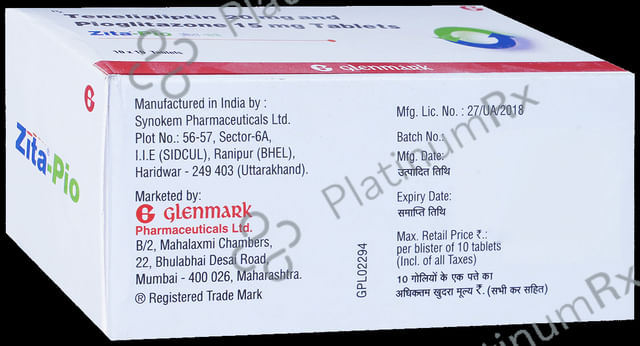 Teneligliptin 20 mg and
Pioglitazone 15 mg Tablets
Zita-Pio
10 x 10 Tablets
G glenmark
G
Zita-Pio
Manufactured in India by :
Synokem Pharmaceuticals Ltd.
Plot No.: 56-57, Sector-6A,
I.I.E (SIDCUL), Ranipur (BHEL),
Haridwar - 249 403 (Uttarakhand).
Marketed by:
G glenmark
Pharmaceuticals Ltd.
B/2, Mahalaxmi Chambers,
22, Bhulabhai Desai Road,
Mumbai - 400 026, Maharashtra.
® Registered Trade Mark
GPL02294
Mfg. Lic. No. : 27/UA/2018
Batch No.:
Mfg. Date:
उत्पादित तिथि
Expiry Date:
समाप्ति तिथि
Max. Retail Price ₹.:
per blister of 10 tablets
(Incl. of all Taxes)
10 गोलियों के एक पत्ते का
अधिकतम खुदरा मूल्य ₹. (सभी कर सहित)
PlatinumRx
PlatinumRx